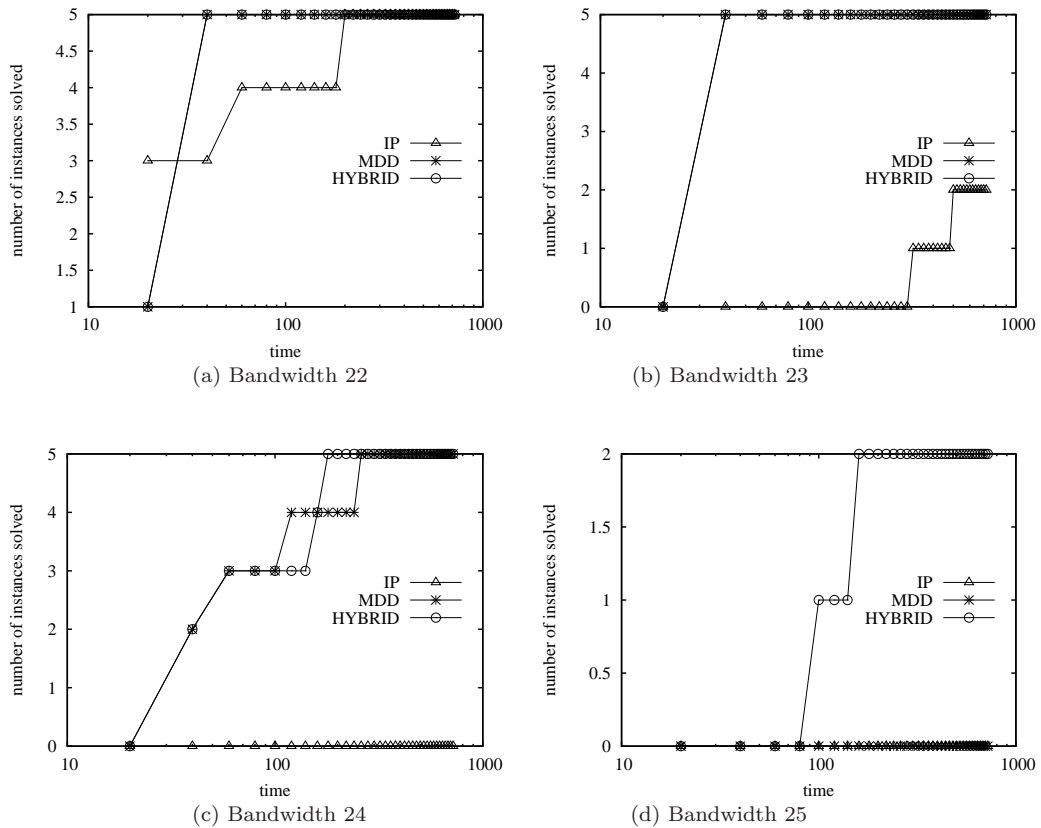 5
4.5
4
3.5
3
2.5
2
1.5
1
number of instances solved
IP
MDD
HYBRID
10
100
1000
time
(a) Bandwidth 22
5
4
3
2
1
0
number of instances solved
IP
MDD
HYBRID
10
100
1000
time
(b) Bandwidth 23
5
4
3
2
1
0
number of instances solved
IP
MDD
HYBRID
10
100
1000
time
(c) Bandwidth 24
2
1.5
1
0.5
0
number of instances solved
IP
MDD
HYBRID
10
100
1000
time
(d) Bandwidth 25